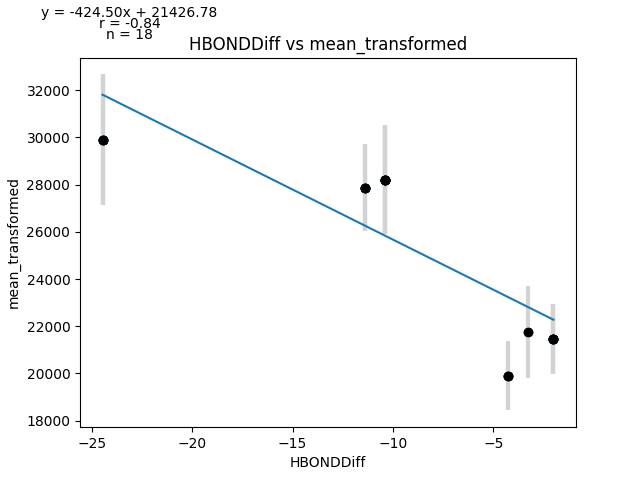 y = -424.50x + 21426.78
r = -0.84
n = 18
HBONDDiff vs mean_transformed
mean_transformed
32000
30000
28000
26000
24000
22000
20000
18000
−25
−20
−15
−10
−5
HBONDDiff